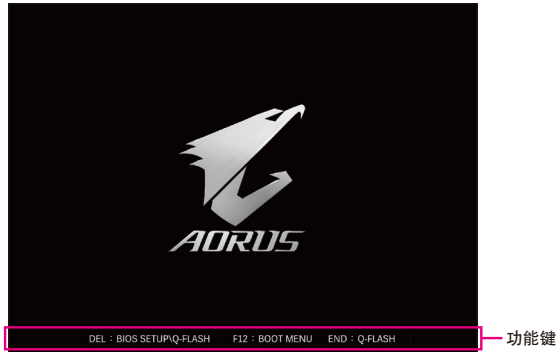 AORUS
DEL：BIOS SETUP\Q-FLASH F12：BOOT MENU END：Q-FLASH
功能键